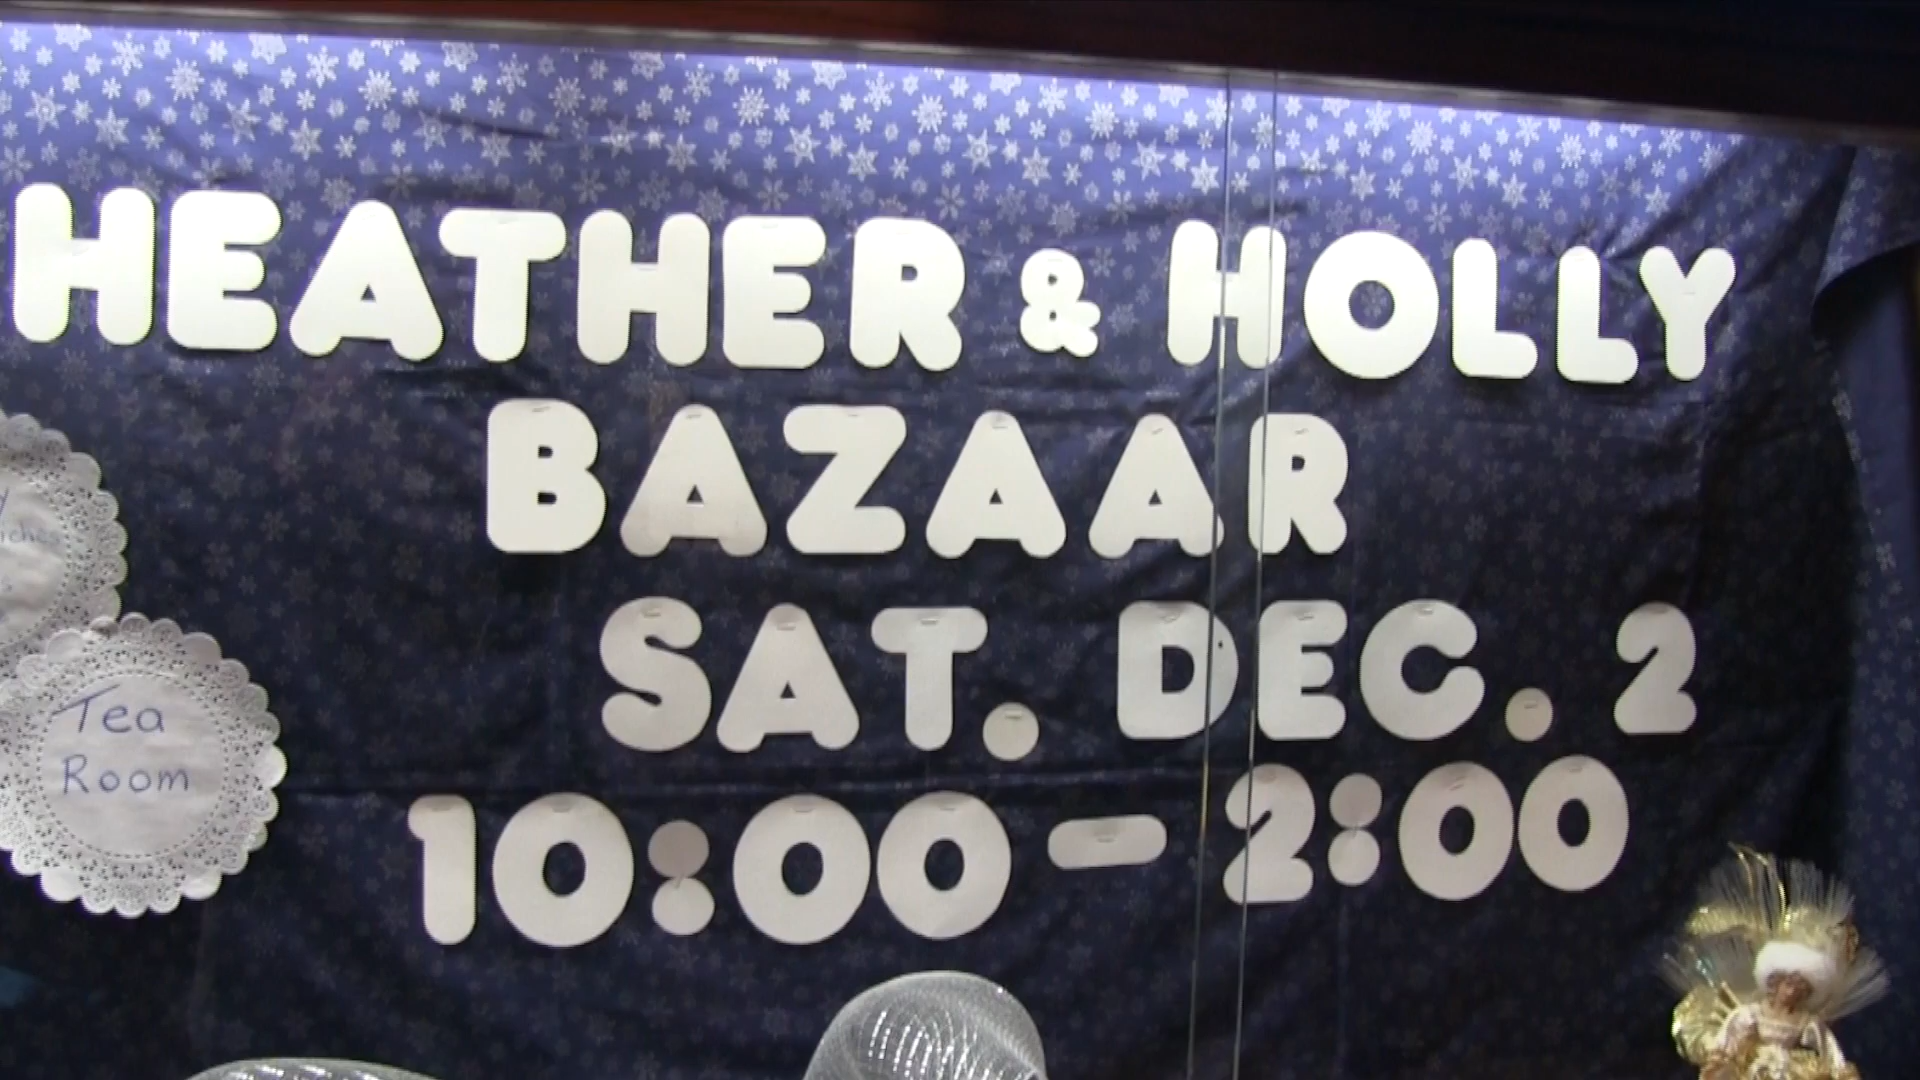 HEATHER & HOLLY
BAZAAR
SAT. DEC. 2
10:00-2:00
Tea
Room